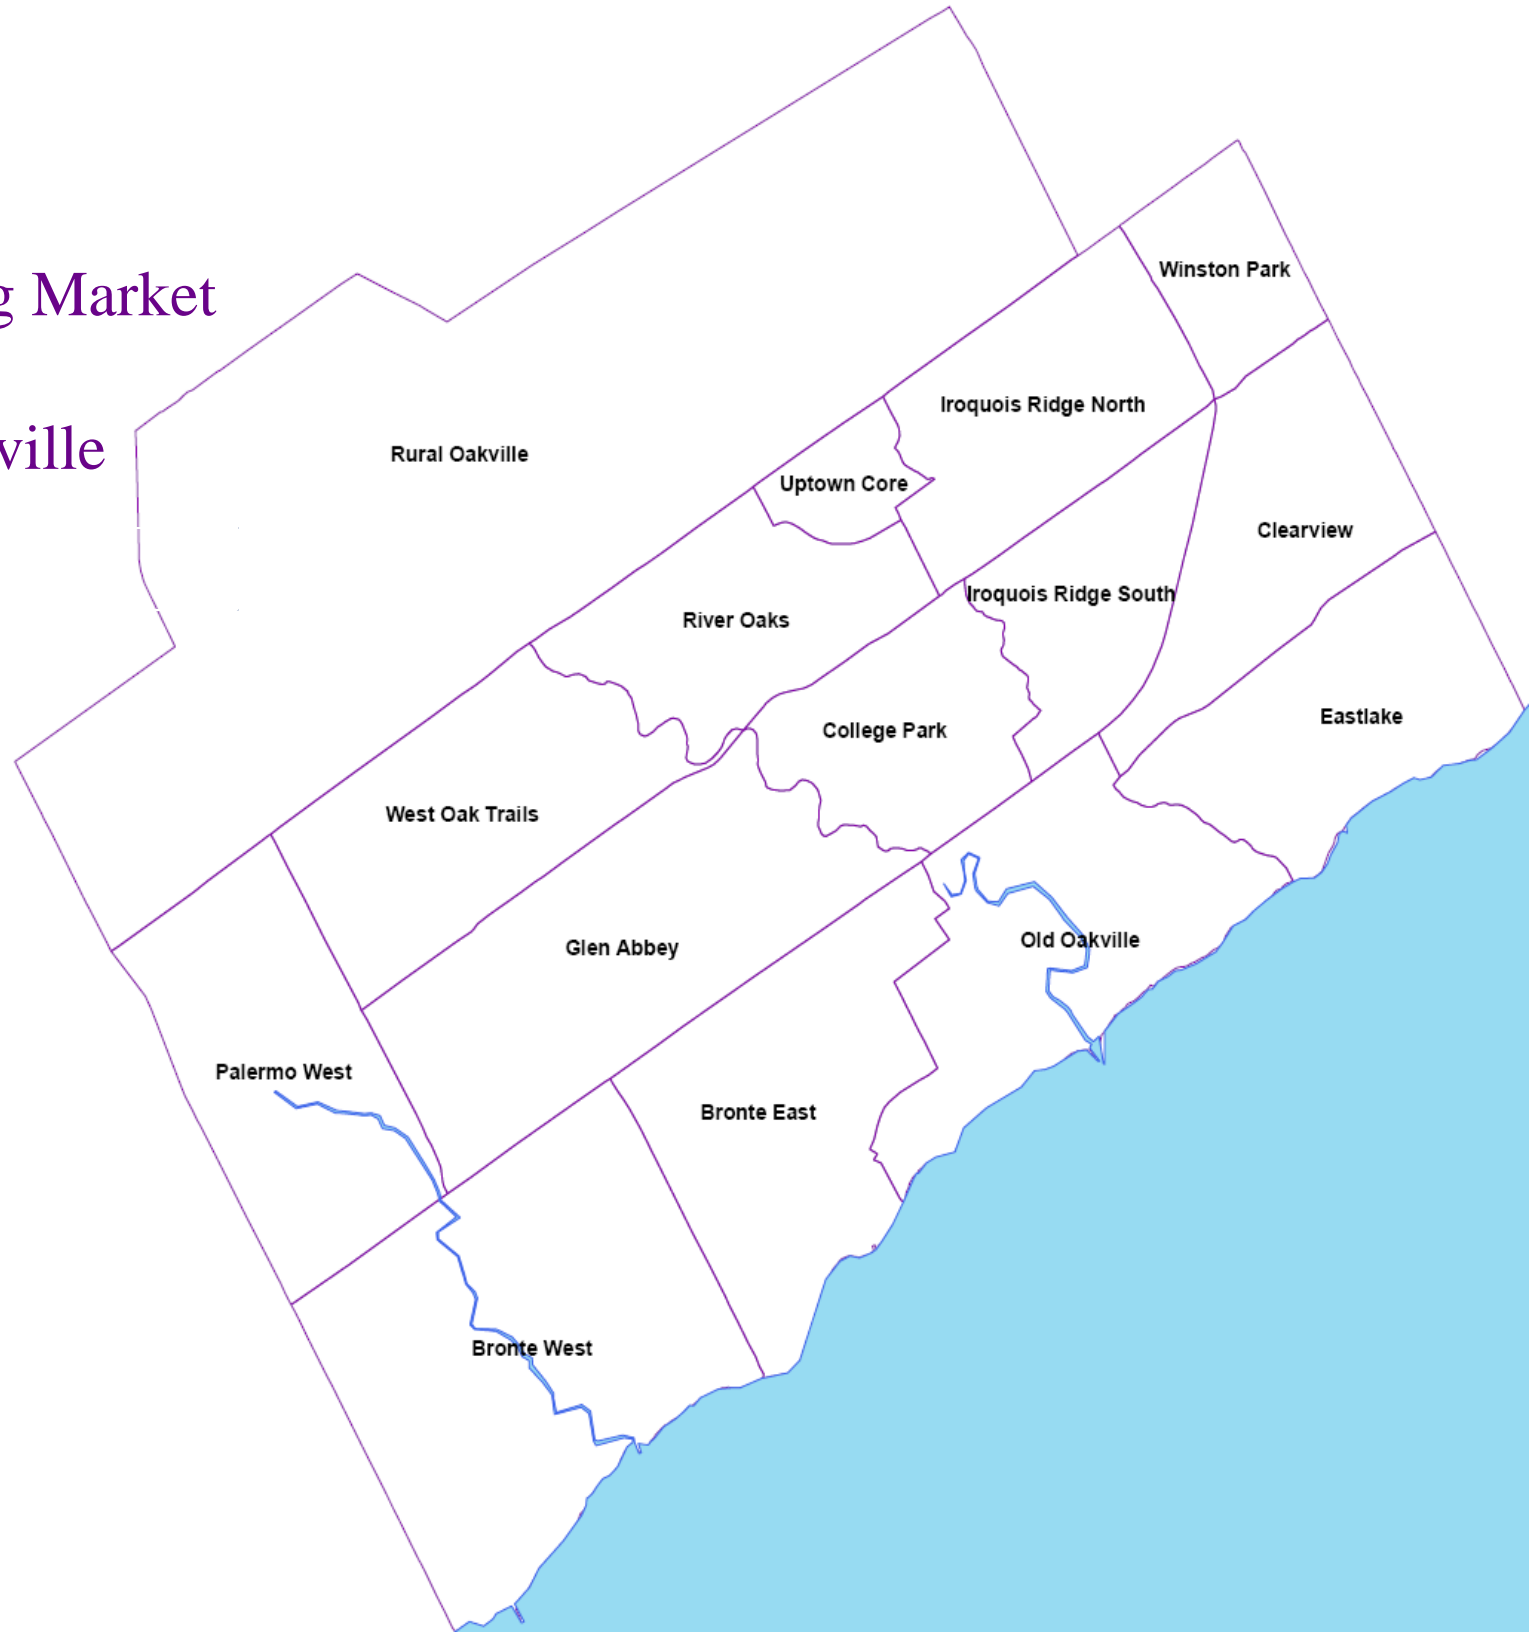 Winston Park
g Market
Iroquois Ridge North
ville
Rural Oakville
Uptown Core
Clearview
Iroquois Ridge South
River Oaks
Eastlake
College Park
West Oak Trails
Old Oakville
Glen Abbey
Palermo West
Bronte East
Bronte West